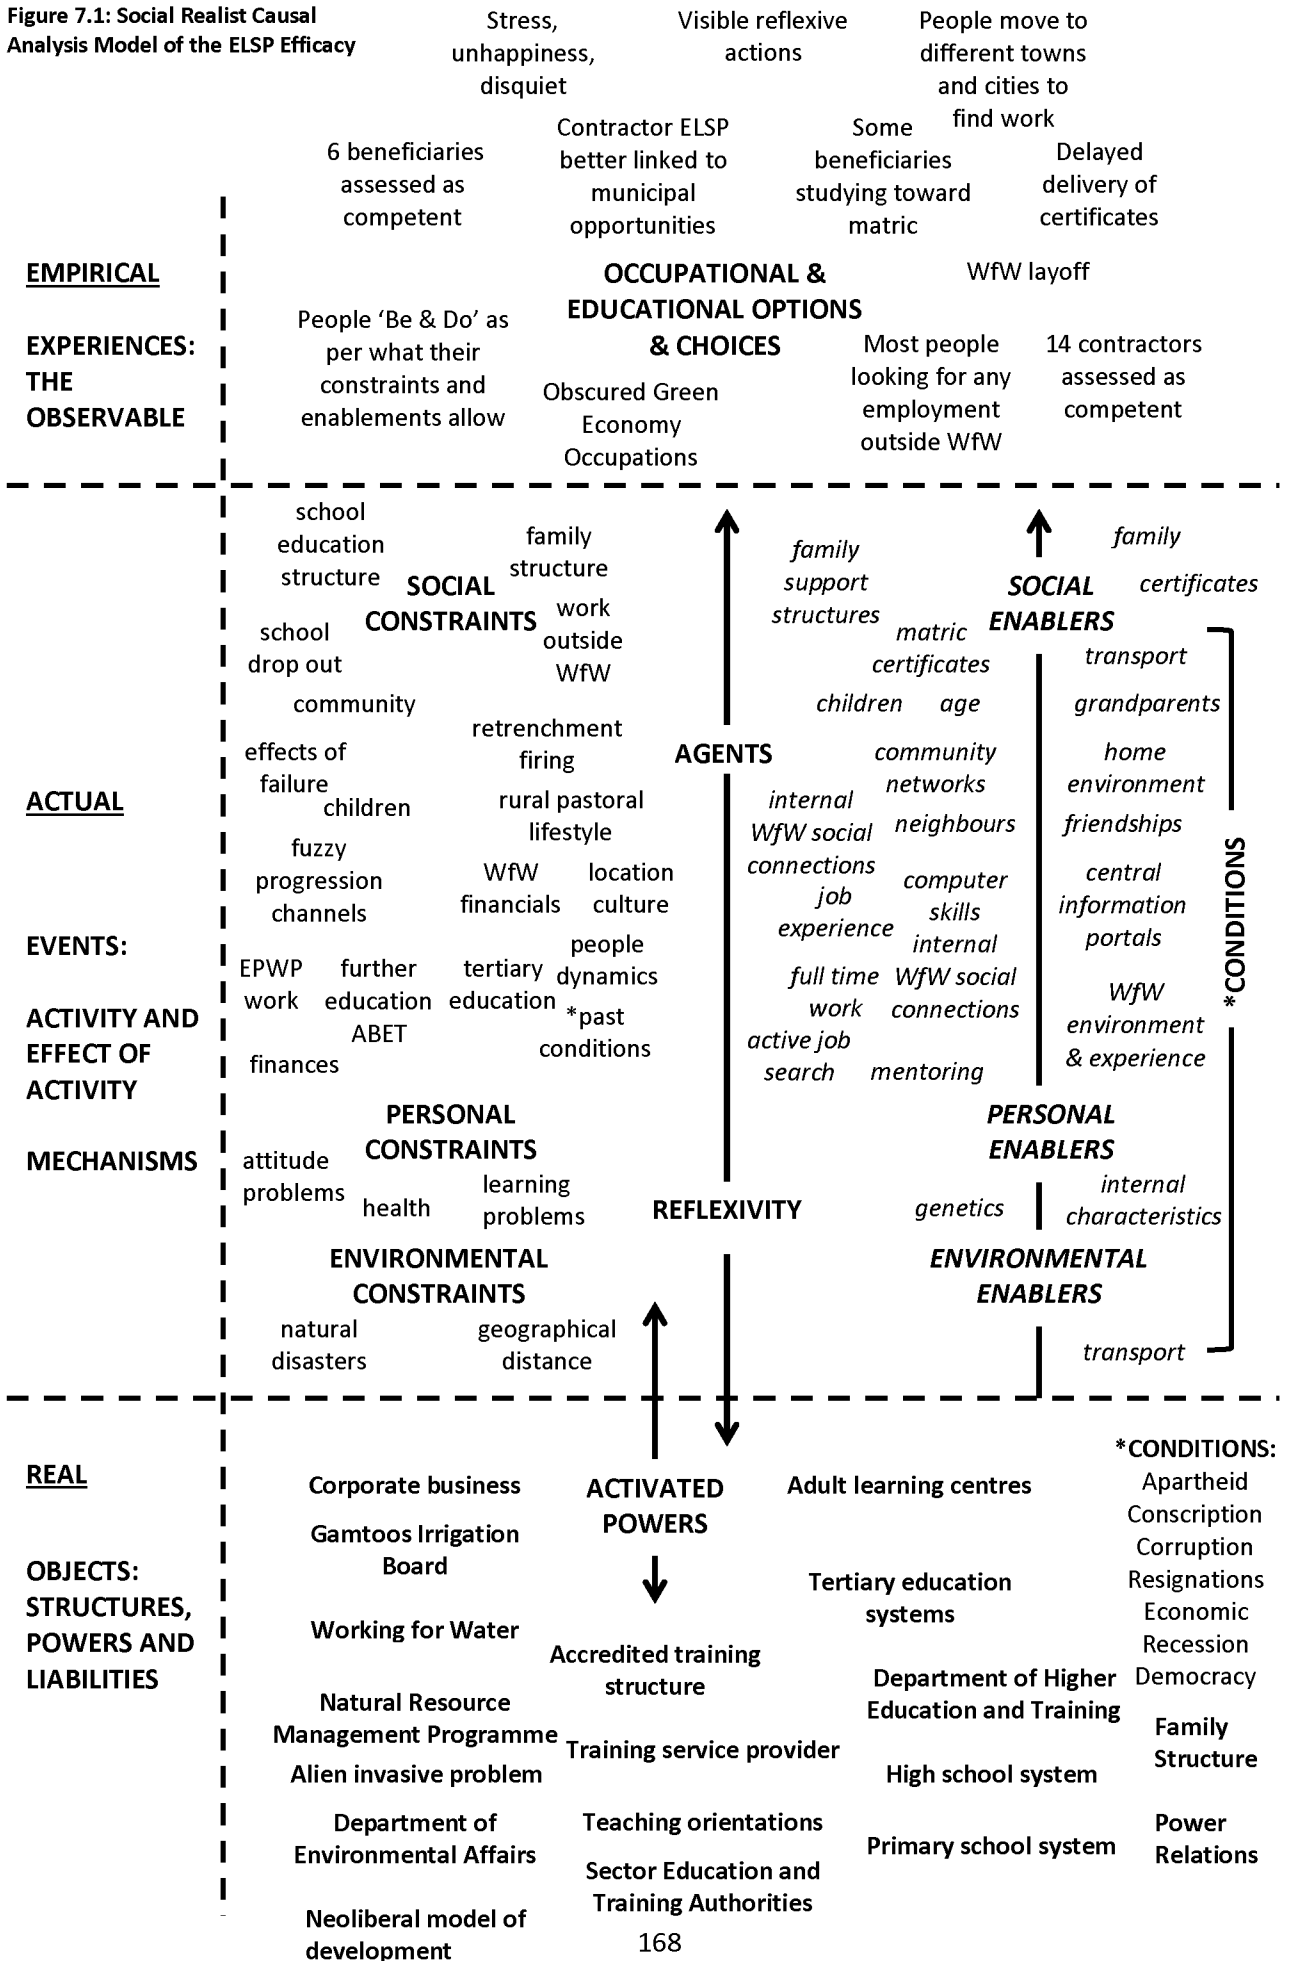 Figure 7.1: Social Realist Causal
Analysis Model of the ELSP Efficacy
Stress,
unhappiness,
disquiet
Visible reflexive
actions
People move to
different towns
and cities to
find work
6 beneficiaries
assessed as
competent
Contractor ELSP
better linked to
municipal
opportunities
Some
beneficiaries
studying toward
matric
Delayed
delivery of
certificates
EMPIRICAL
EXPERIENCES:
THE
OBSERVABLE
OCCUPATIONAL &
EDUCATIONAL OPTIONS
& CHOICES
WfW layoff
People ‘Be & Do’ as
per what their
constraints and
enablements allow
Obscured Green
Economy
Occupations
Most people
looking for any
employment
outside WfW
14 contractors
assessed as
competent
ACTUAL
EVENTS:
ACTIVITY AND
EFFECT OF
ACTIVITY
MECHANISMS
school
education
structure
family
structure
SOCIAL
CONSTRAINTS
school
drop out
work
outside
WfW
community
retrenchment
firing
effects of
failure
children
rural pastoral
lifestyle
fuzzy
progression
channels
WfW
financials
location
culture
people
dynamics
EPWP
work
further
education
ABET
tertiary
education
*past
conditions
finances
PERSONAL
CONSTRAINTS
attitude
problems
health
learning
problems
ENVIRONMENTAL
CONSTRAINTS
natural
disasters
geographical
distance
AGENTS
REFLEXIVITY
family
support
structures
SOCIAL
ENABLERS
family
certificates
matric
certificates
transport
children
age
grandparents
community
networks
home
environment
internal
WfW social
connections
neighbours
friendships
job
experience
computer
skills
central
information
portals
internal
WfW social
connections
full time
work
WfW
environment
& experience
active job
search
mentoring
*CONDITIONS
PERSONAL
ENABLERS
genetics
internal
characteristics
ENVIRONMENTAL
ENABLERS
transport
REAL
OBJECTS:
STRUCTURES,
POWERS AND
LIABILITIES
Corporate business
Gamtoos Irrigation
Board
Working for Water
Natural Resource
Management Programme
Alien invasive problem
Department of
Environmental Affairs
Neoliberal model of
development
ACTIVATED
POWERS
Accredited training
structure
Training service provider
Teaching orientations
Sector Education and
Training Authorities
Adult learning centres
Tertiary education
systems
Department of Higher
Education and Training
High school system
Primary school system
*CONDITIONS:
Apartheid
Conscription
Corruption
Resignations
Economic
Recession
Democracy
Family
Structure
Power
Relations
168